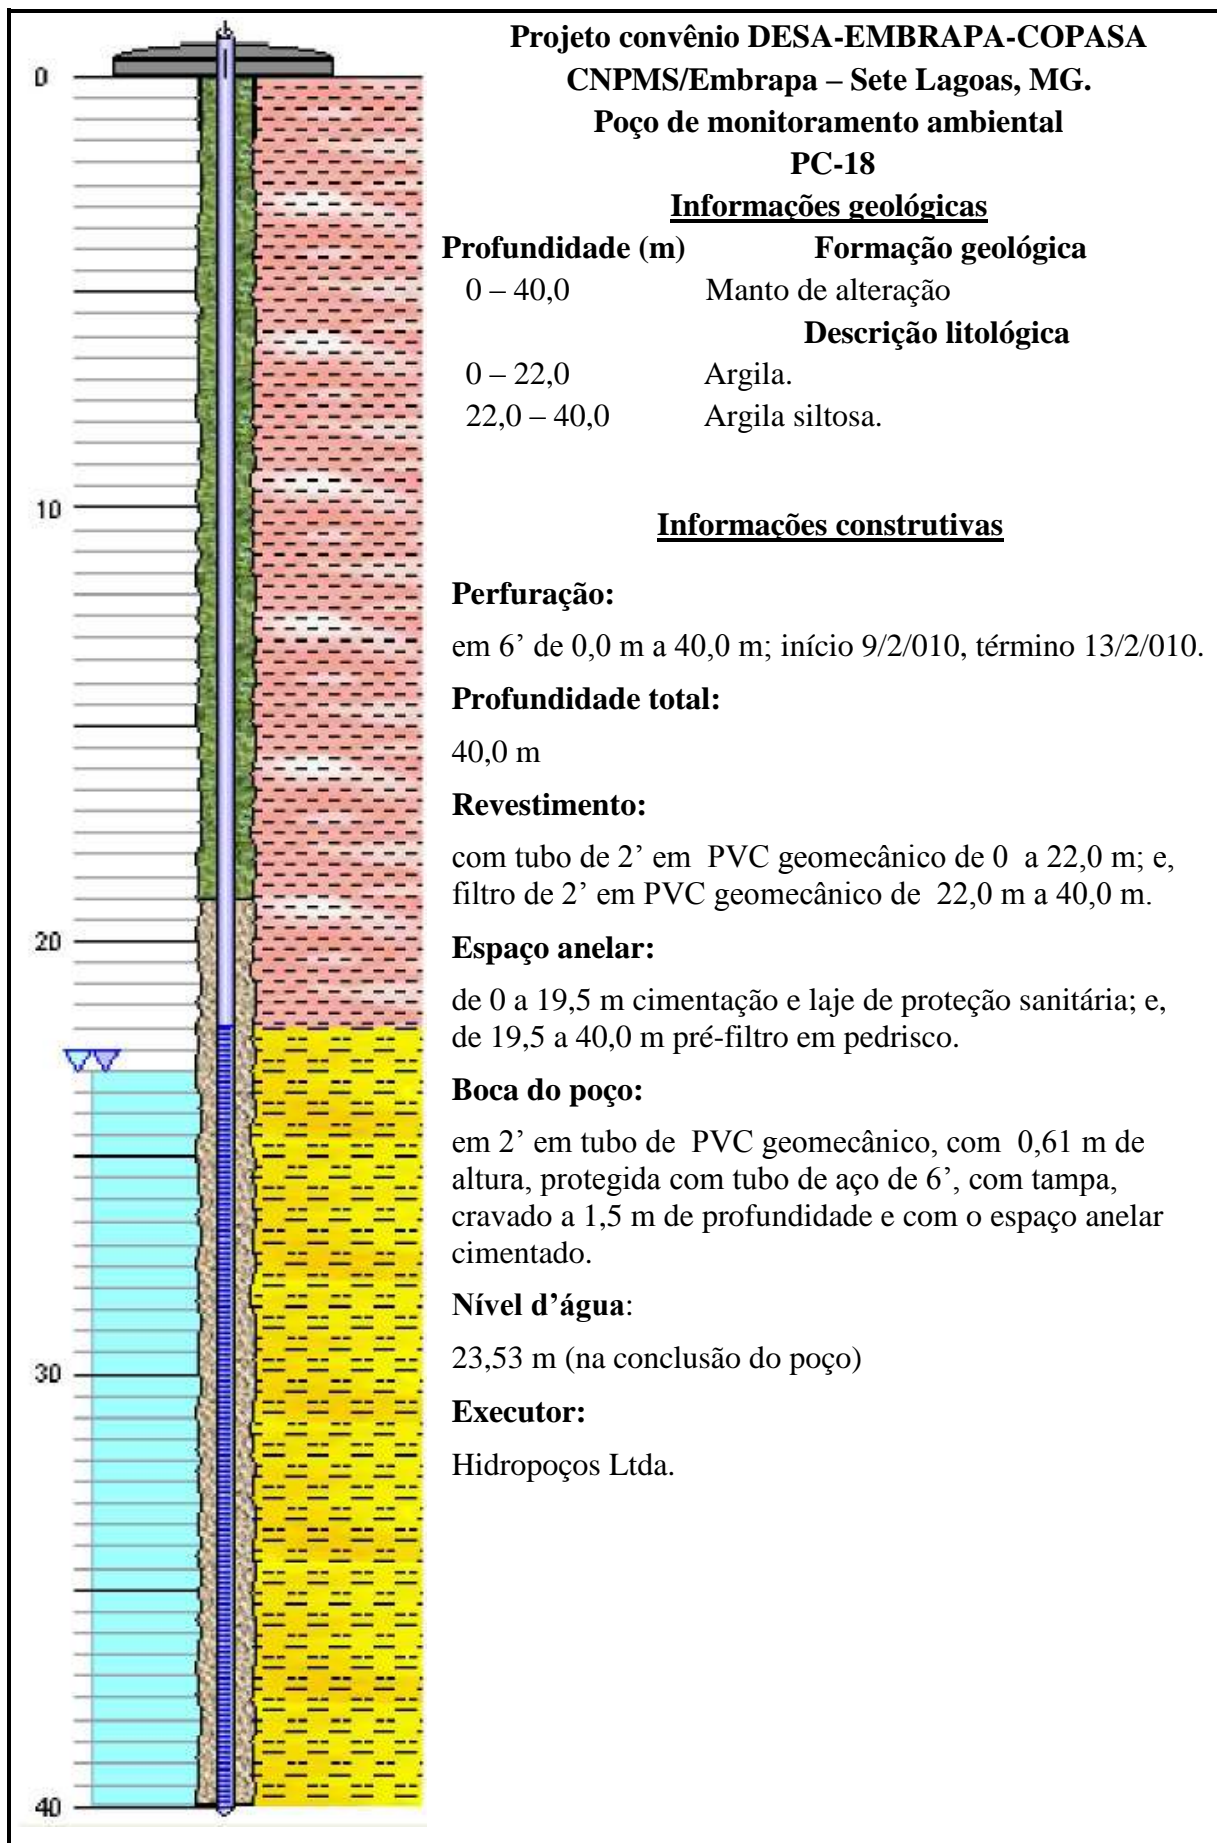 Projeto convênio DESA-EMBRAPA-COPASA
CNPMS/Embrapa – Sete Lagoas, MG.
Poço de monitoramento ambiental
PC-18
Informações geológicas
Profundidade (m) Formação geológica
0 – 40,0 Manto de alteração
Descrição litológica
0 – 22,0 Argila.
22,0 – 40,0 Argila siltosa.
Informações construtivas
Perfuração:
em 6’ de 0,0 m a 40,0 m; início 9/2/010, término 13/2/010.
Profundidade total:
40,0 m
Revestimento:
com tubo de 2’ em PVC geomecânico de 0 a 22,0 m; e,
filtro de 2’ em PVC geomecânico de 22,0 m a 40,0 m.
Espaço anelar:
de 0 a 19,5 m cimentação e laje de proteção sanitária; e,
de 19,5 a 40,0 m pré-filtro em pedrisco.
Boca do poço:
em 2’ em tubo de PVC geomecânico, com 0,61 m de
altura, protegida com tubo de aço de 6’, com tampa,
cravado a 1,5 m de profundidade e com o espaço anelar
cimentado.
Nível d’água:
23,53 m (na conclusão do poço)
Executor:
Hidropoços Ltda.
0
10
20
30
40